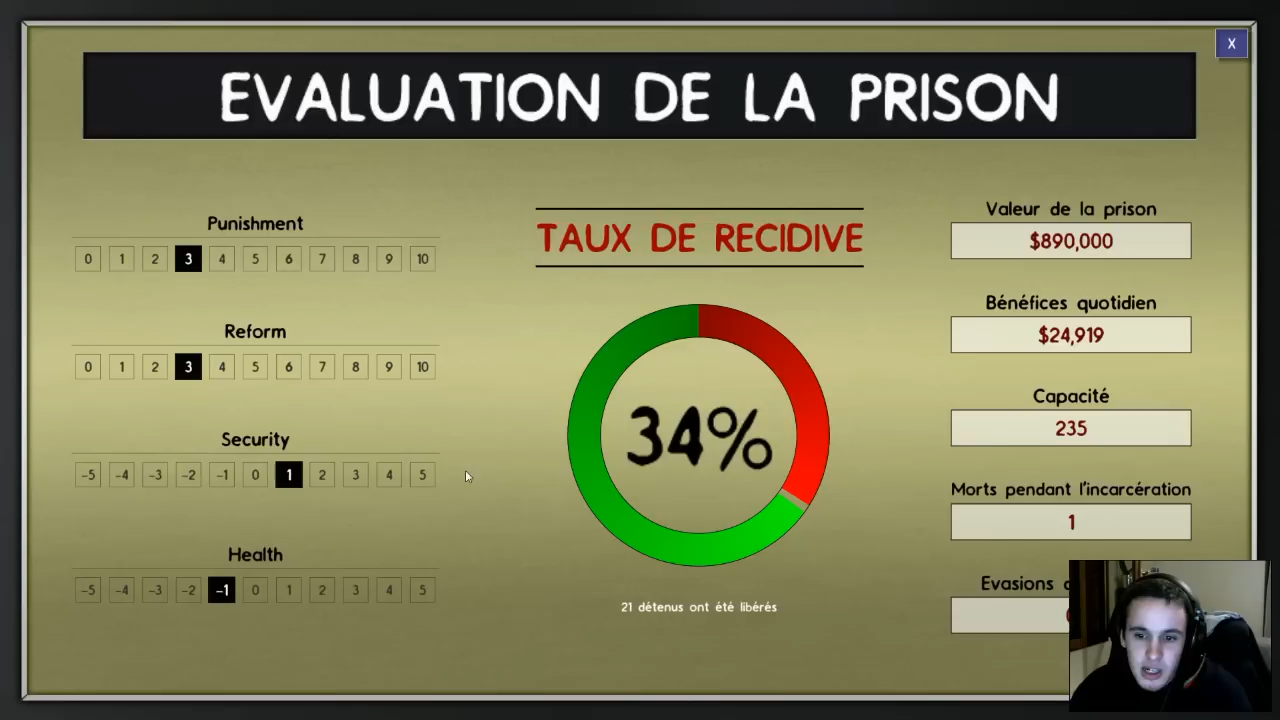 X
EVALUATION DE LA PRISON
Punishment
0 1 2 3 4 5 6 7 8 9 10
Reform
0 1 2 3 4 5 6 7 8 9 10
Security
-5 -4 -3 -2 -1 0 1 2 3 4 5
Health
-5 -4 -3 -2 -1 0 1 2 3 4 5
TAUX DE RECIDIVE
34%
21 détenus ont été libérés
Valeur de la prison
$890,000
Bénéfices quotidien
$24,919
Capacité
235
Morts pendant l'incarcération
1
Evasions